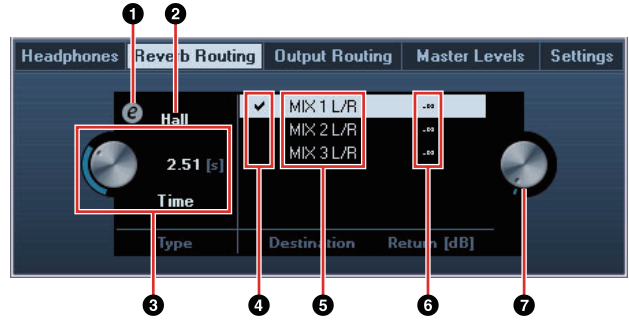 1 2
Headphones Reverb Routing Output Routing Master Levels Settings
e Hall ✓ MIX 1 L/R -∞
MIX 2 L/R -∞
2.51 [s] MIX 3 L/R -∞
Time
Type Destination Return [dB]
3 4 5 6 7